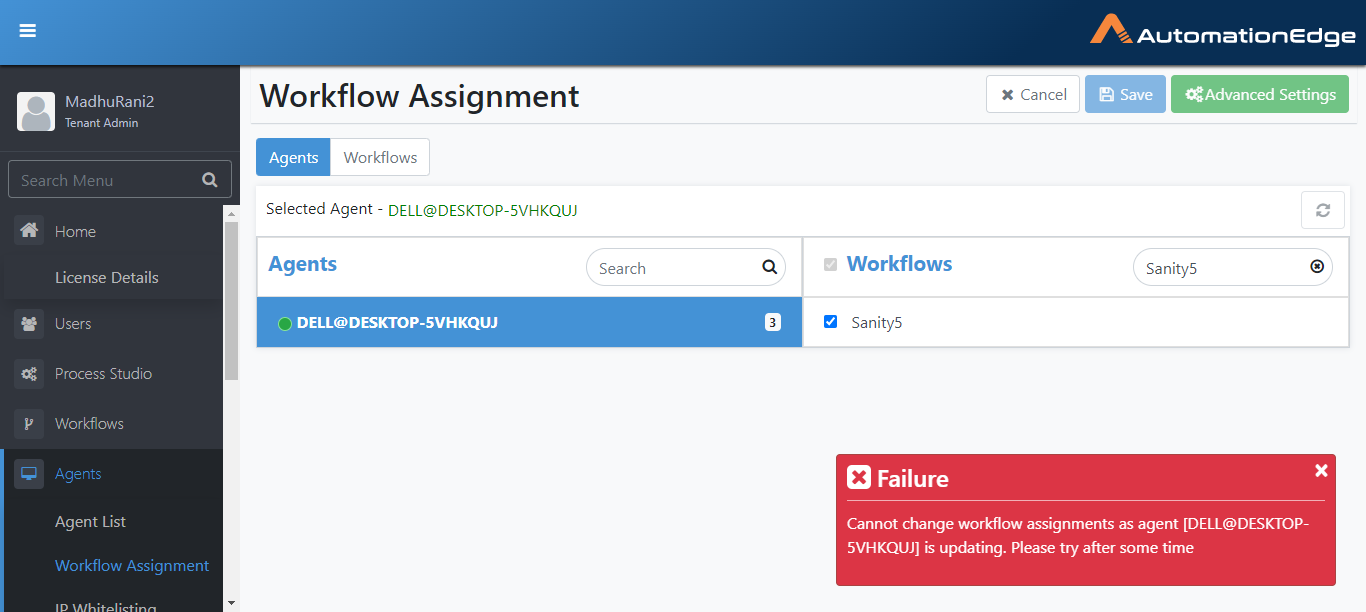 AutomationEdge
MadhuRani2
Tenant Admin
Search Menu
Home
License Details
Users
Process Studio
Workflows
Agents
Agent List
Workflow Assignment
IP Whitelisting
Workflow Assignment
Cancel
Save
Advanced Settings
Agents
Workflows
Selected Agent - DELL@DESKTOP-5VHKQUJ
Agents
Search
DELL@DESKTOP-5VHKQUJ
3
Workflows
Sanity5
Sanity5
Failure
Cannot change workflow assignments as agent [DELL@DESKTOP-
5VHKQUJ] is updating. Please try after some time